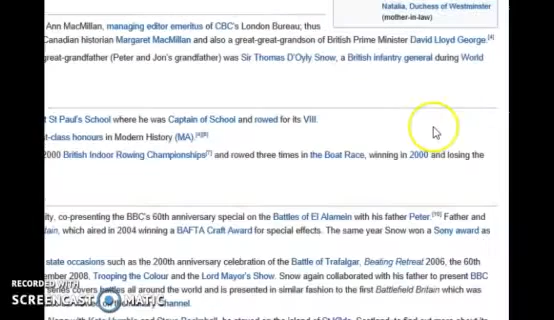 Natalia, Duchess of Westminster
(mother-in-law)
Ann MacMillan, managing editor emeritus of CBC's London Bureau; thus
Canadian historian Margaret MacMillan and also a great-great-grandson of British Prime Minister David Lloyd George.[4]
great-grandfather (Peter and Jon's grandfather) was Sir Thomas D'Oyly Snow, a British infantry general during World
t St Paul's School where he was Captain of School and rowed for its VIII.
t-class honours in Modern History (MA).
2000 British Indoor Rowing Championships[7] and rowed three times in the Boat Race, winning in 2000 and losing the
ity, co-presenting the BBC's 60th anniversary special on the Battles of El Alamein with his father Peter.[10] Father and
tain, which aired in 2004 winning a BAFTA Craft Award for special effects. The same year Snow won a Sony award as
state occasions such as the 200th anniversary celebration of the Battle of Trafalgar, Beating Retreat 2006, the 60th
ember 2008, Trooping the Colour and the Lord Mayor's Show. Snow again collaborated with his father to present BBC
series covers battles all around the world and is presented in similar fashion to the first Battlefield Britain which was
Channel.
RECORDED WITH
SCREENCAST MATIC